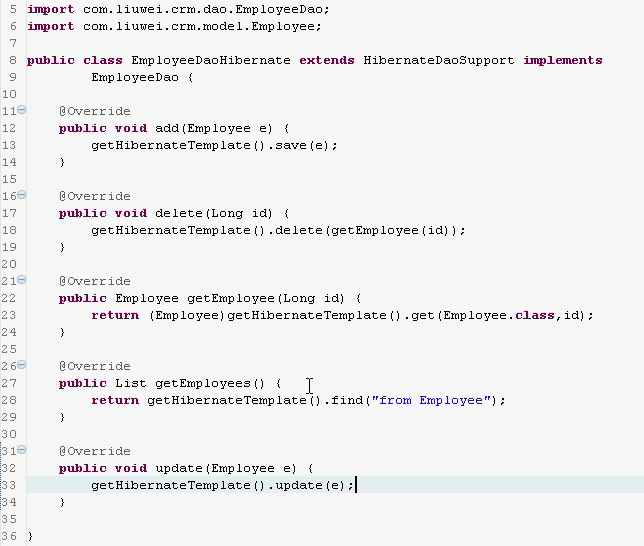 5 import com.liuwei.crm.dao.EmployeeDao;
6 import com.liuwei.crm.model.Employee;
7
8 public class EmployeeDaoHibernate extends HibernateDaoSupport implements
9         EmployeeDao {
10
11     @Override
12     public void add(Employee e) {
13         getHibernateTemplate().save(e);
14     }
15
16     @Override
17     public void delete(Long id) {
18         getHibernateTemplate().delete(getEmployee(id));
19     }
20
21     @Override
22     public Employee getEmployee(Long id) {
23         return (Employee)getHibernateTemplate().get(Employee.class,id);
24     }
25
26     @Override
27     public List getEmployees() {
28         return getHibernateTemplate().find("from Employee");
29     }
30
31     @Override
32     public void update(Employee e) {
33         getHibernateTemplate().update(e);
34     }
35
36 }